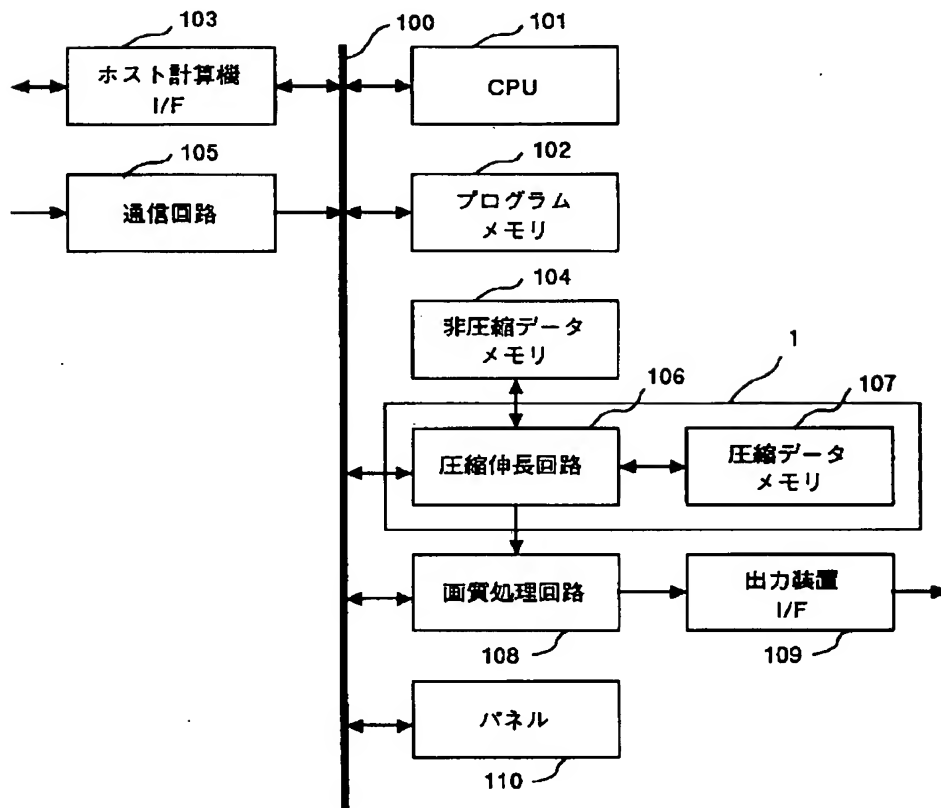 103
100
101
ホスト計算機
I/F
CPU
105
102
通信回路
プログラム
メモリ
104
非圧縮データ
メモリ
1
106
107
圧縮伸長回路
圧縮データ
メモリ
画質処理回路
出力装置
I/F
108
109
パネル
110